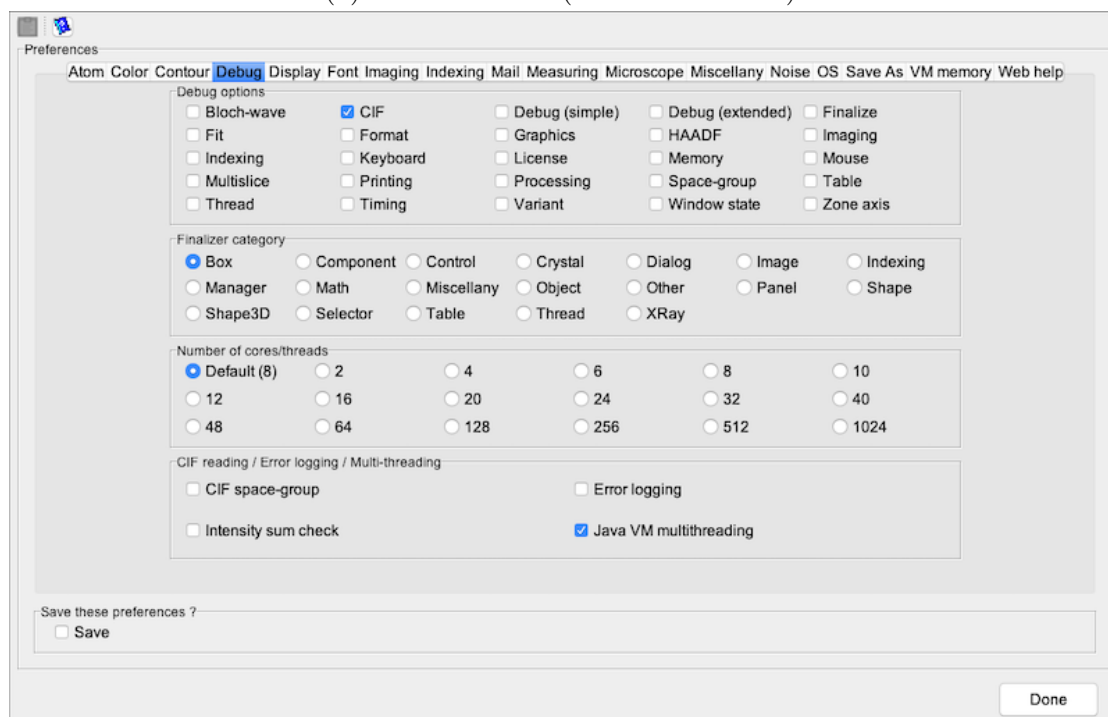 Preferences
Atom Color Contour Debug Display Font Imaging Indexing Mail Measuring Microscope Miscellany Noise OS Save As VM memory Web help
Debug options
Bloch-wave CIF Debug (simple) Debug (extended) Finalize
Fit Format Graphics HAADF Imaging
Indexing Keyboard License Memory Mouse
Multislice Printing Processing Space-group Table
Thread Timing Variant Window state Zone axis
Finalizer category
Box Component Control Crystal Dialog Image Indexing
Manager Math Miscellany Object Other Panel Shape
Shape3D Selector Table Thread XRay
Number of cores/threads
Default (8) 2 4 6 8 10
12 16 20 24 32 40
48 64 128 256 512 1024
CIF reading / Error logging / Multi-threading
CIF space-group Error logging
Intensity sum check Java VM multithreading
Save these preferences ?
Save
Done